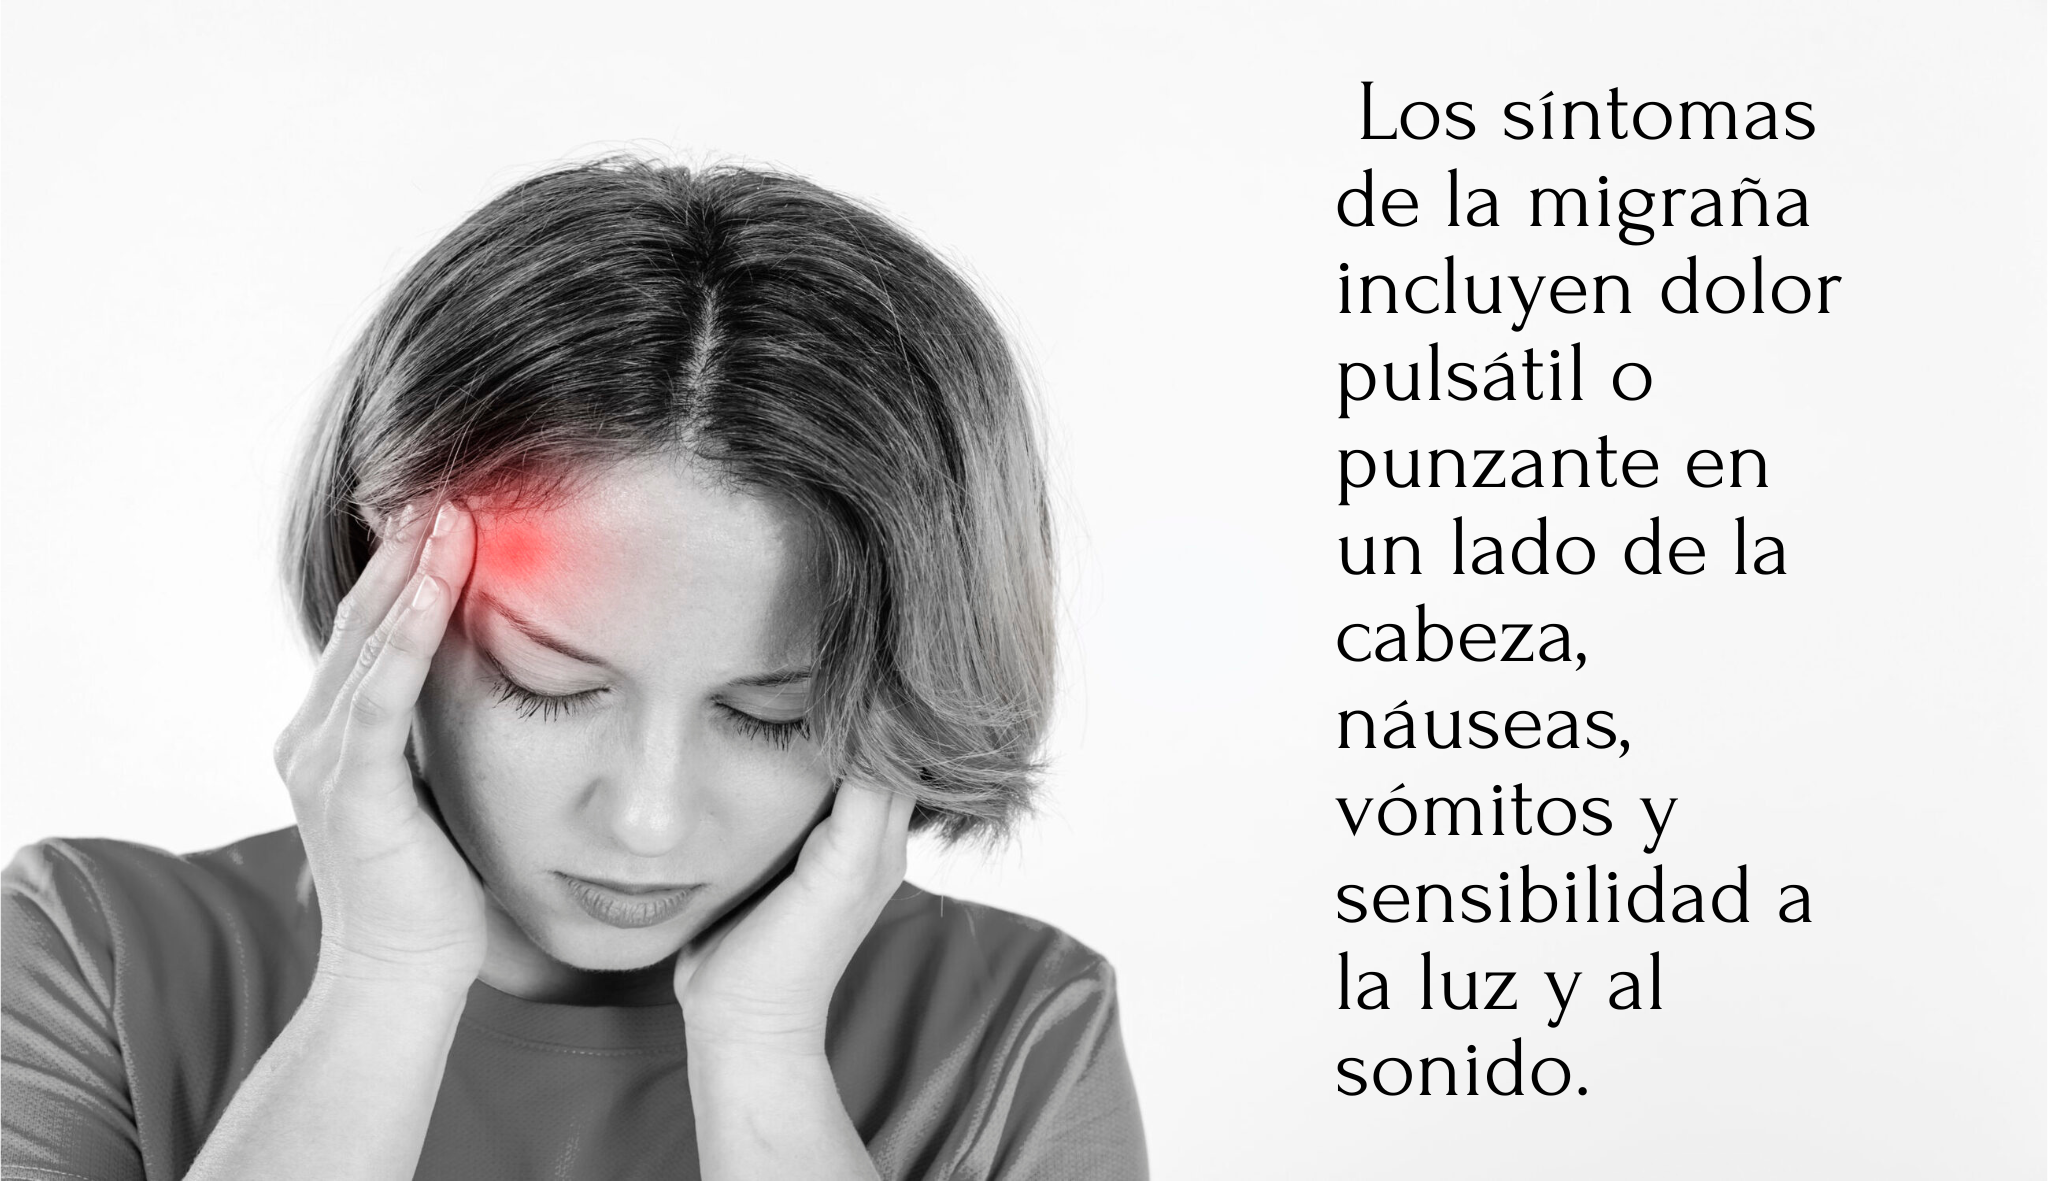 Los síntomas
de la migraña
incluyen dolor
pulsátil o
punzante en
un lado de la
cabeza,
náuseas,
vómitos y
sensibilidad a
la luz y al
sonido.